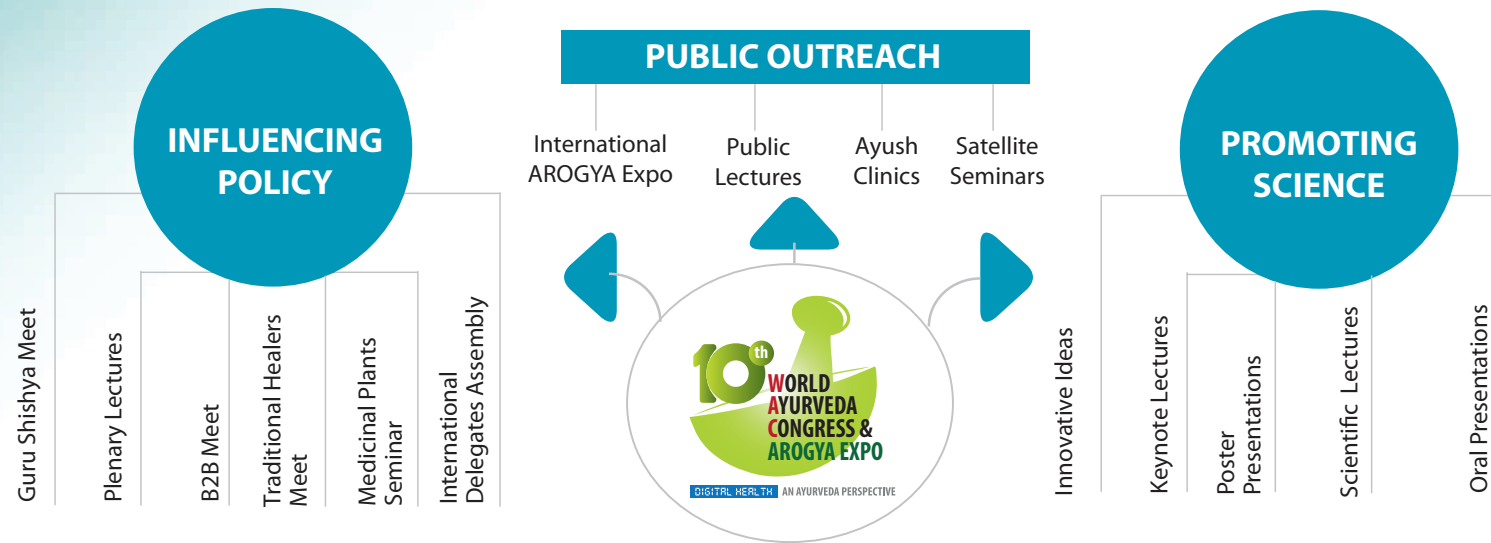 INFLUENCING
POLICY
Guru Shishya Meet
Plenary Lectures
B2B Meet
Traditional Healers
Meet
Medicinal Plants
Seminar
International
Delegates Assembly
PUBLIC OUTREACH
International
AROGYA Expo
Public
Lectures
Ayush
Clinics
Satellite
Seminars
10th
WORLD
AYURVEDA
CONGRESS &
AROGYA EXPO
DIGITAL HEALTH AN AYURVEDA PERSPECTIVE
PROMOTING
SCIENCE
Innovative Ideas
Keynote Lectures
Poster
Presentations
Scientific Lectures
Oral Presentations